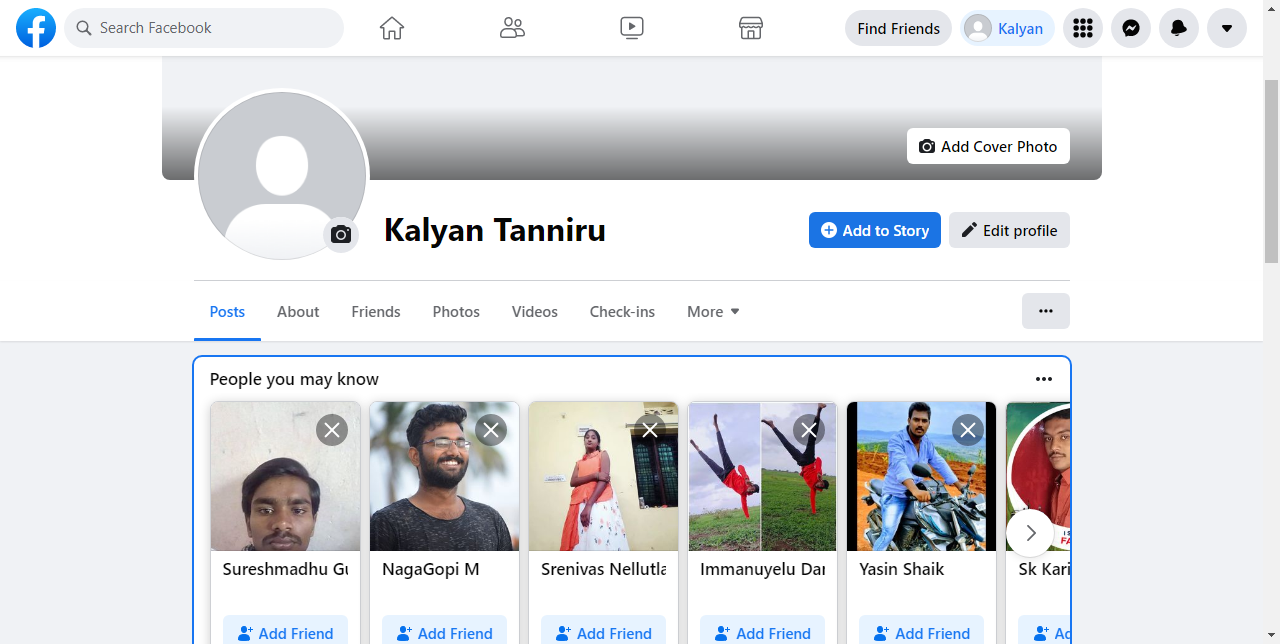 Search Facebook
Find Friends
Kalyan
Add Cover Photo
Kalyan Tanniru
Add to Story
Edit profile
Posts
About
Friends
Photos
Videos
Check-ins
More
People you may know
Sureshmadhu Gu
NagaGopi M
Srenivas Nellutla
Immanuyelu Dar
Yasin Shaik
Sk Kari
Add Friend
Add Friend
Add Friend
Add Friend
Add Friend